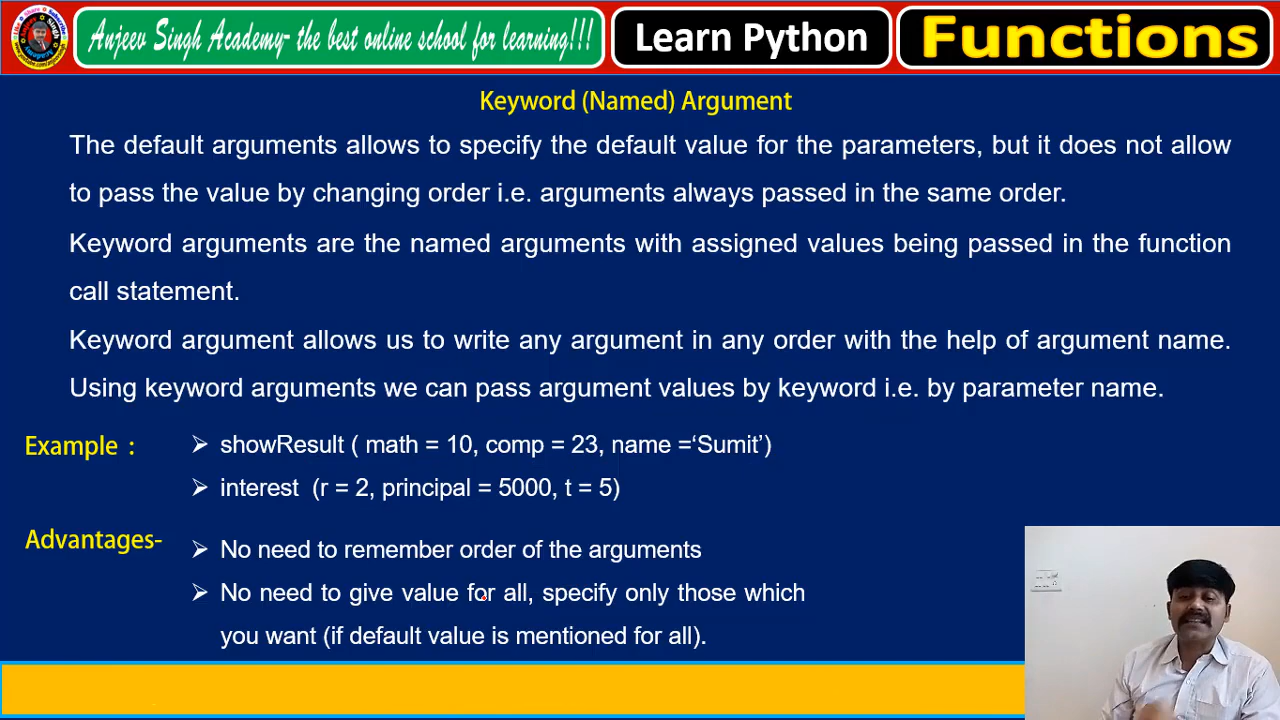 Anjeev Singh Academy- the best online school for learning!!!
Learn Python
Functions
Keyword (Named) Argument
The default arguments allows to specify the default value for the parameters, but it does not allow
to pass the value by changing order i.e. arguments always passed in the same order.
Keyword arguments are the named arguments with assigned values being passed in the function
call statement.
Keyword argument allows us to write any argument in any order with the help of argument name.
Using keyword arguments we can pass argument values by keyword i.e. by parameter name.
Example :
➢ showResult ( math = 10, comp = 23, name =‘Sumit’)
➢ interest (r = 2, principal = 5000, t = 5)
Advantages-
➢ No need to remember order of the arguments
➢ No need to give value for all, specify only those which
you want (if default value is mentioned for all).